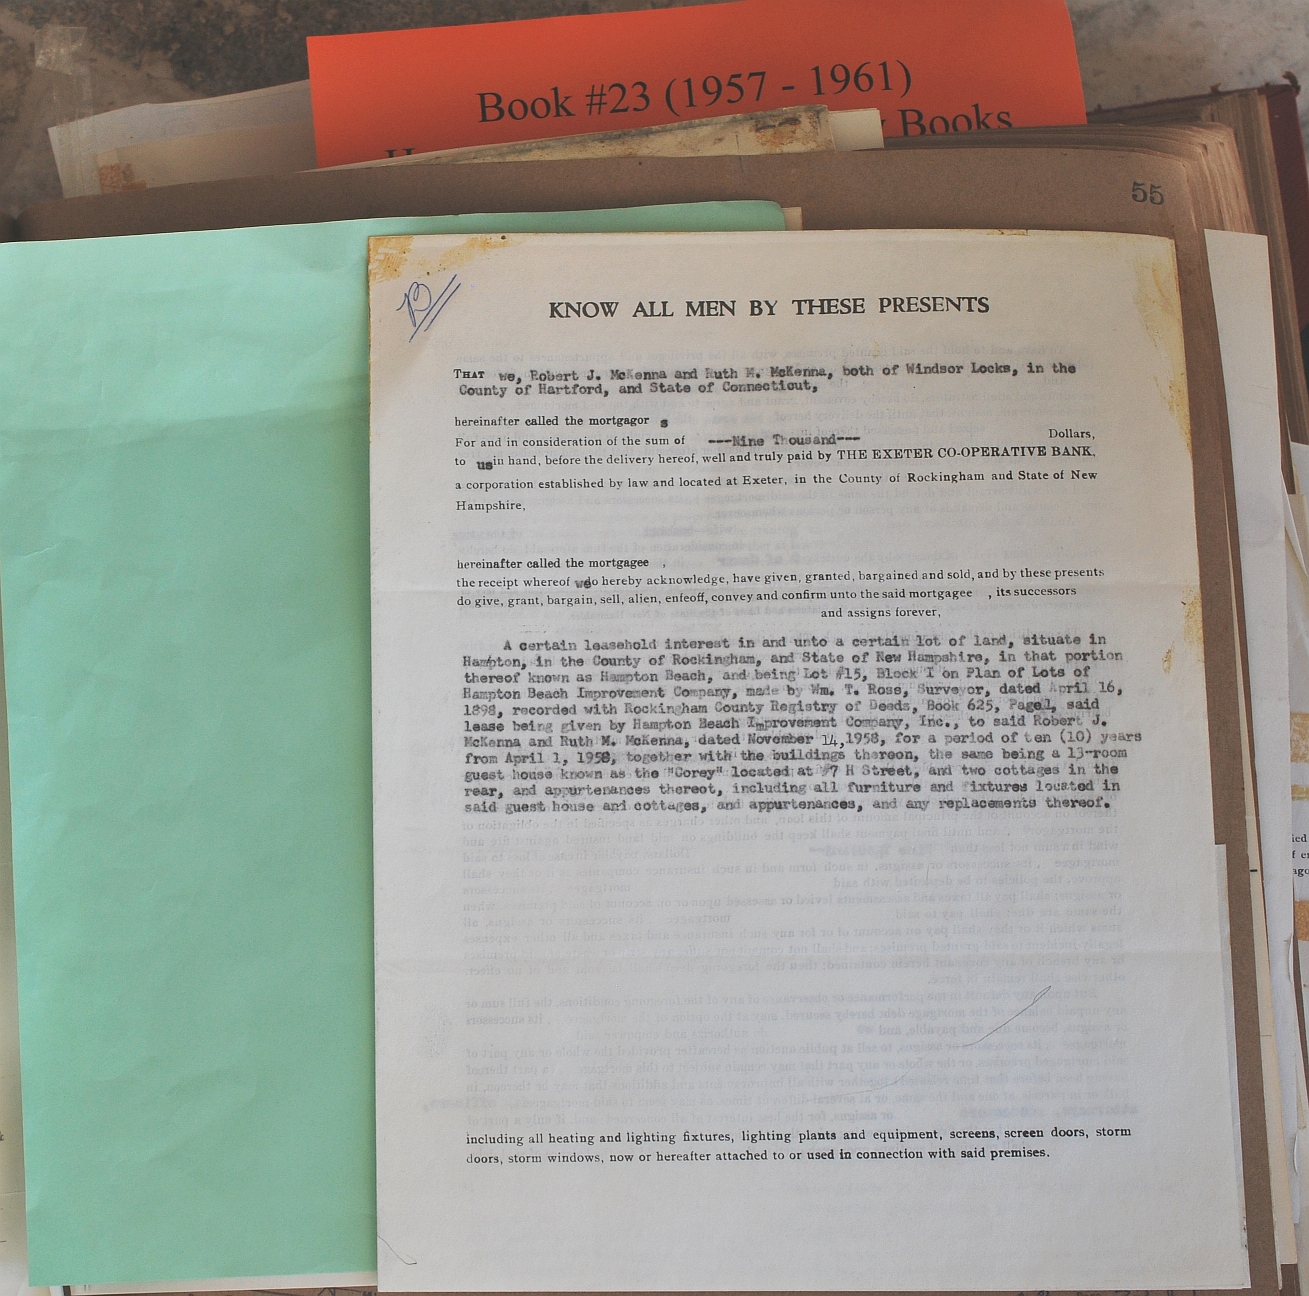 Book #23 (1957 - 1961)
Books
55
B
KNOW ALL MEN BY THESE PRESENTS
THAT we, Robert J. McKenna and Ruth M. McKenna, both of Windsor Locks, in the
County of Hartford, and State of Connecticut,
hereinafter called the mortgagor s
For and in consideration of the sum of ---Nine Thousand--- Dollars,
to us in hand, before the delivery hereof, well and truly paid by THE EXETER CO-OPERATIVE BANK,
a corporation established by law and located at Exeter, in the County of Rockingham and State of New
Hampshire,
hereinafter called the mortgagee ,
the receipt whereof we do hereby acknowledge, have given, granted, bargained and sold, and by these presents
do give, grant, bargain, sell, alien, enfeoff, convey and confirm unto the said mortgagee , its successors
and assigns forever,
A certain leasehold interest in and unto a certain lot of land, situate in
Hampton, in the County of Rockingham, and State of New Hampshire, in that portion
thereof known as Hampton Beach, and being Lot #15, Block I on Plan of Lots of
Hampton Beach Improvement Company, made by Wm. T. Ross, Surveyor, dated April 16,
1898, recorded with Rockingham County Registry of Deeds, Book 625, Page1, said
lease being given by Hampton Beach Improvement Company, Inc., to said Robert J.
McKenna and Ruth M. McKenna, dated November 14,1958, for a period of ten (10) years
from April 1, 1958, together with the buildings thereon, the same being a 13-room
guest house known as the "Corey" located at #7 H Street, and two cottages in the
rear, and appurtenances thereot, including all furniture and fixtures located in
said guest house and cottages, and appurtenances, and any replacements thereof.
including all heating and lighting fixtures, lighting plants and equipment, screens, screen doors, storm
doors, storm windows, now or hereafter attached to or used in connection with said premises.